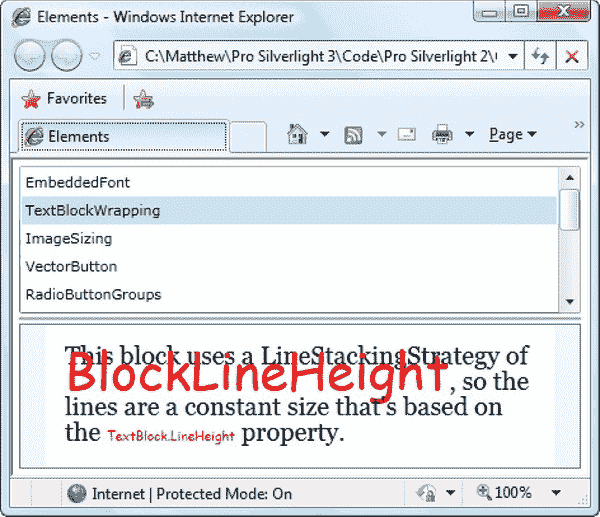 Elements - Windows Internet Explorer
C:\Matthew\Pro Silverlight 3\Code\Pro Silverlight 2\
Favorites
Elements
Page
»
EmbeddedFont
TextBlockWrapping
ImageSizing
VectorButton
RadioButtonGroups
This block uses a LineStackingStrategy of
BlockLineHeight, so the
lines are a constant size that's based on
the TextBlock.LineHeight property.
Internet | Protected Mode: On
100%